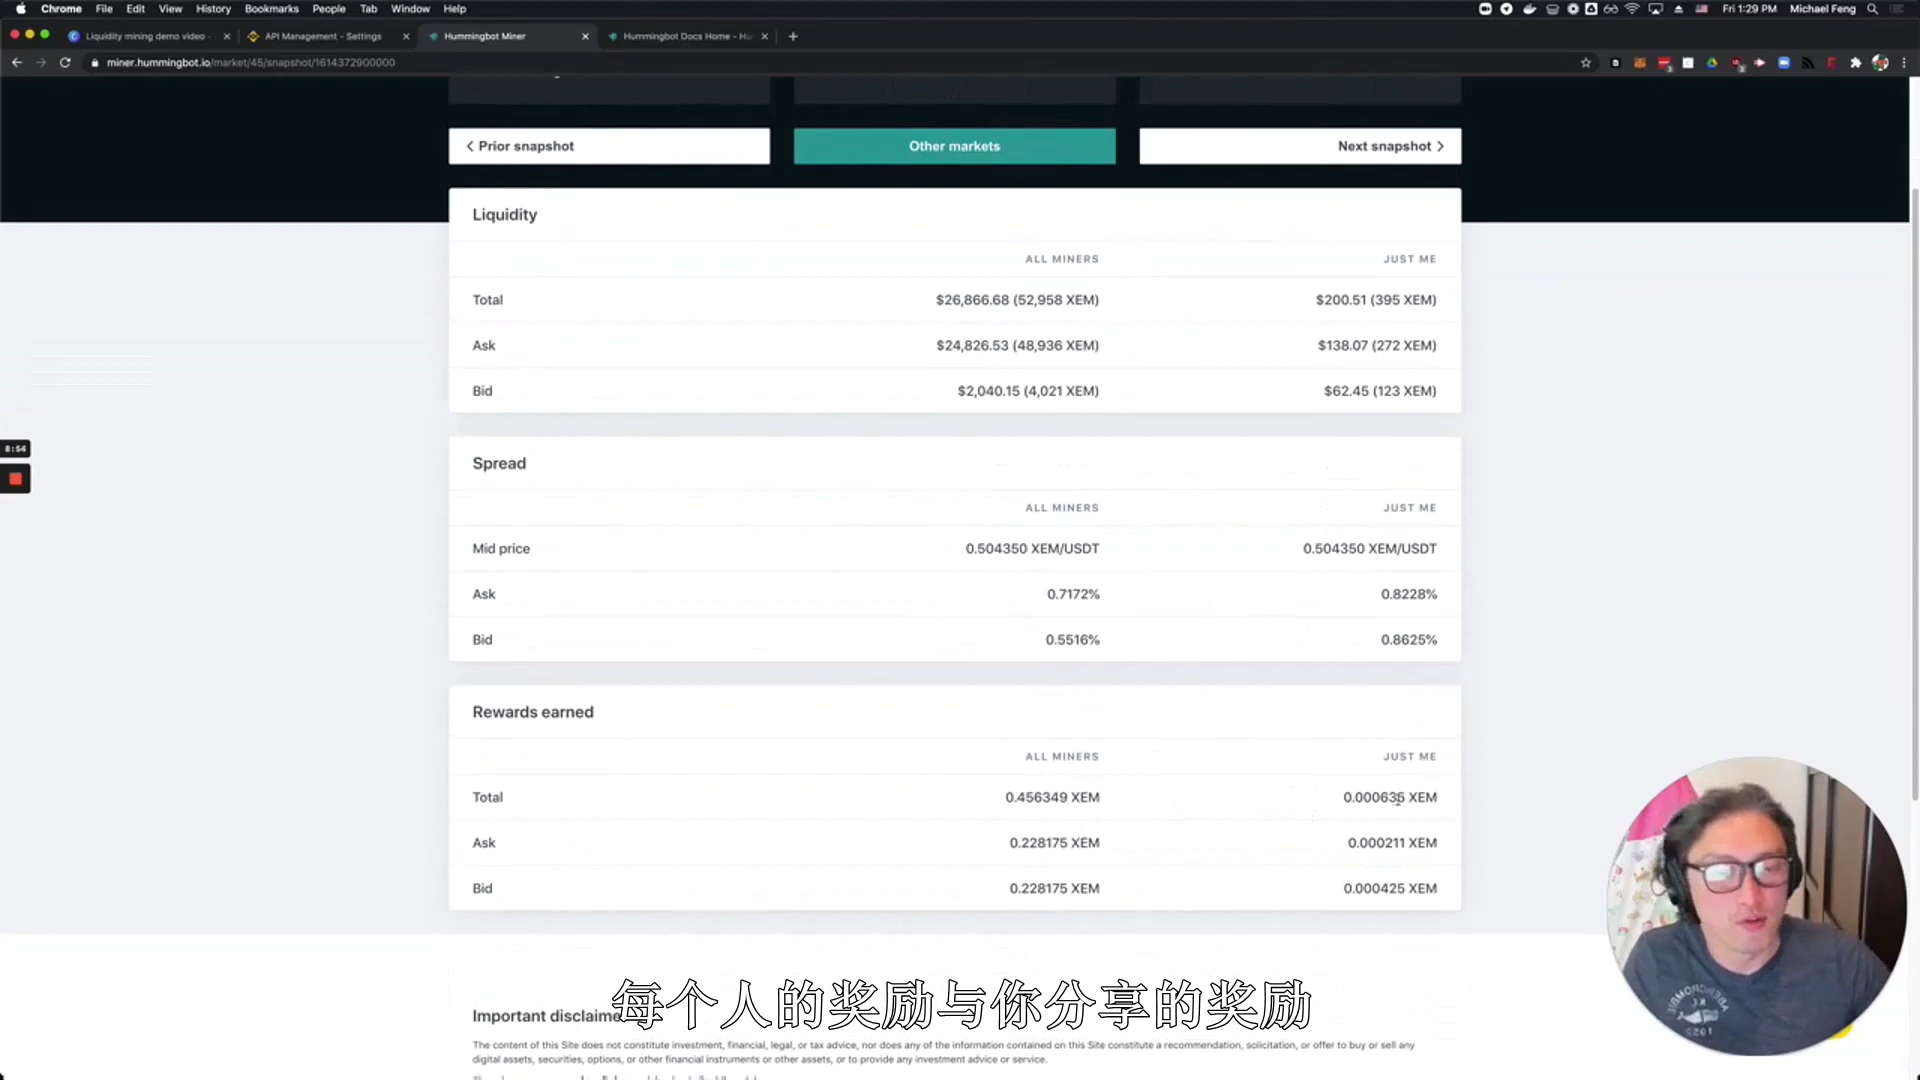 Chrome File Edit View History Bookmarks People Tab Window Help
Fri 1:29 PM Michael Feng
Liquidity mining demo video -
API Management - Settings
Hummingbot Miner
Hummingbot Docs Home - Hu
miner.hummingbot.io/market/45/snapshot/1614372900000
Prior snapshot
Other markets
Next snapshot
Liquidity
ALL MINERS JUST ME
Total $26,866.68 (52,958 XEM) $200.51 (395 XEM)
Ask $24,826.53 (48,936 XEM) $138.07 (272 XEM)
Bid $2,040.15 (4,021 XEM) $62.45 (123 XEM)
8:54
Spread
ALL MINERS JUST ME
Mid price 0.504350 XEM/USDT 0.504350 XEM/USDT
Ask 0.7172% 0.8228%
Bid 0.5516% 0.8625%
Rewards earned
ALL MINERS JUST ME
Total 0.456349 XEM 0.000635 XEM
Ask 0.228175 XEM 0.000211 XEM
Bid 0.228175 XEM 0.000425 XEM
每个人的奖励与你分享的奖励
Important disclaime
The content of this Site does not constitute investment, financial, legal, or tax advice, nor does any of the information contained on this Site constitute a recommendation, solicitation, or offer to buy or sell any
digital assets, securities, options, or other financial instruments or other assets, or to provide any investment advice or service.